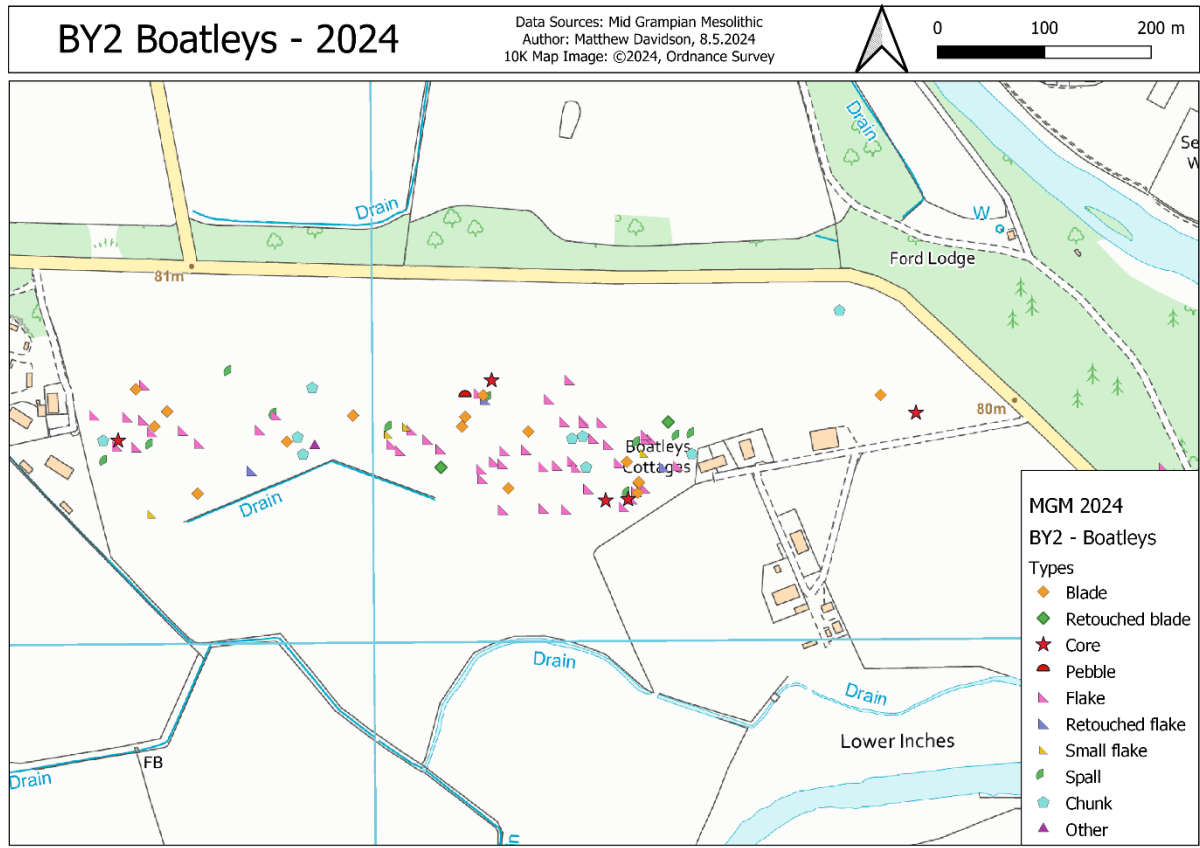 BY2 Boatleys - 2024
Data Sources: Mid Grampian Mesolithic
Author: Matthew Davidson, 8.5.2024
10K Map Image: ©2024, Ordnance Survey
0 100 200 m
Drain
Se
W
Drain
W
Ford Lodge
81m
80m
Boatleys
Cottages
Drain
Drain
Drain
Lower Inches
FB
Drain
MGM 2024
BY2 - Boatleys
Types
Blade
Retouched blade
Core
Pebble
Flake
Retouched flake
Small flake
Spall
Chunk
Other